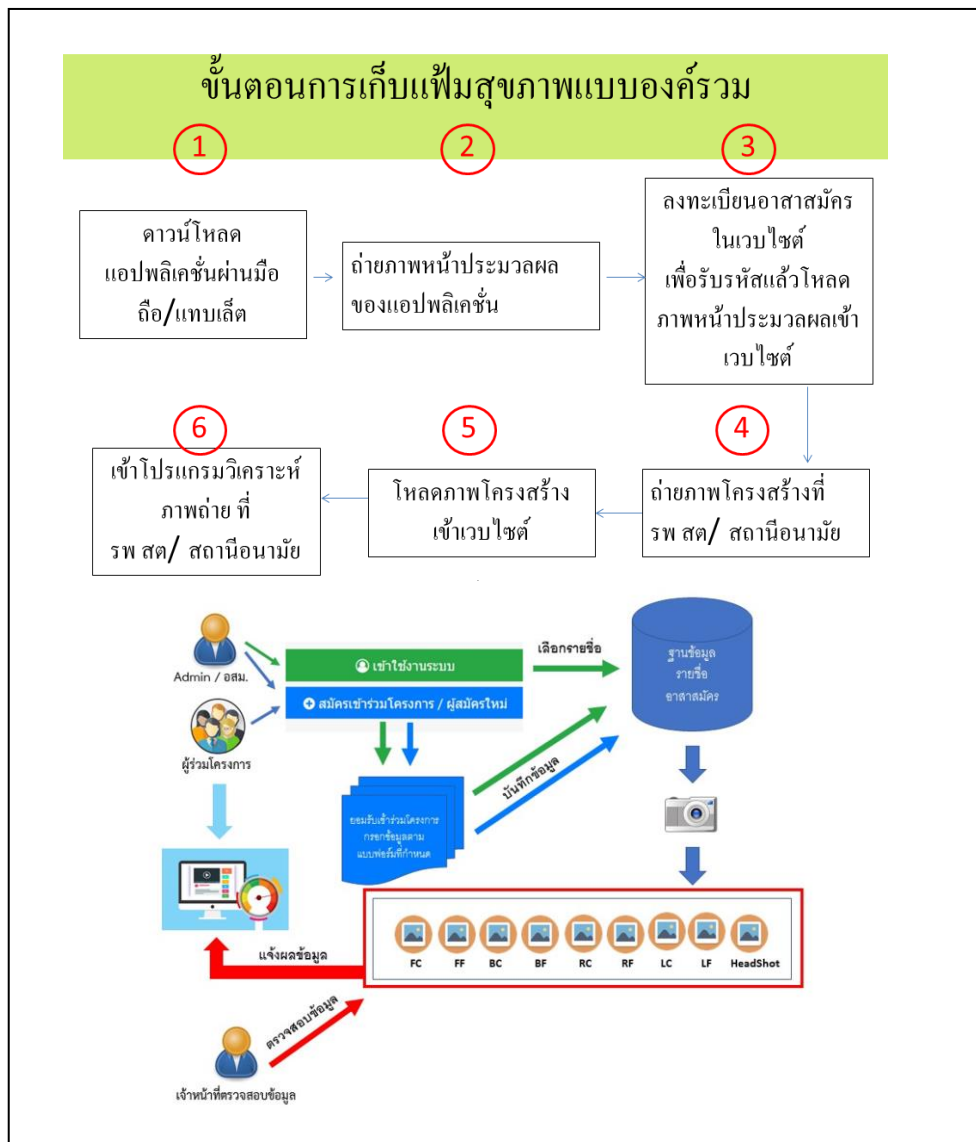 ขั้นตอนการเก็บแฟ้มสุขภาพแบบองค์รวม
1
2
3
ดาวน์โหลด
แอปพลิเคชั่นผ่านมือ
ถือ/แทบเล็ต
ถ่ายภาพหน้าประมวลผล
ของแอปพลิเคชั่น
ลงทะเบียนอาสาสมัคร
ในเวบไซต์
เพื่อรับรหัสแล้วโหลด
ภาพหน้าประมวลผลเข้า
เวบไซต์
6
5
4
เข้าโปรแกรมวิเคราะห์
ภาพถ่าย ที่
รพ สต/ สถานีอนามัย
โหลดภาพโครงสร้าง
เข้าเวบไซต์
ถ่ายภาพโครงสร้างที่
รพ สต/ สถานีอนามัย
Admin / อสม.
เข้าใช้งานระบบ
เลือกรายชื่อ
ฐานข้อมูล
รายชื่อ
อาสาสมัคร
สมัครเข้าร่วมโครงการ / ผู้สมัครใหม่
ผู้ร่วมโครงการ
บันทึกข้อมูล
ยอมรับเข้าร่วมโครงการ
กรอกข้อมูลตาม
แบบฟอร์มที่กำหนด
แจ้งผลข้อมูล
FC FF BC BF RC RF LC LF HeadShot
ตรวจสอบข้อมูล
เจ้าหน้าที่ตรวจสอบข้อมูล